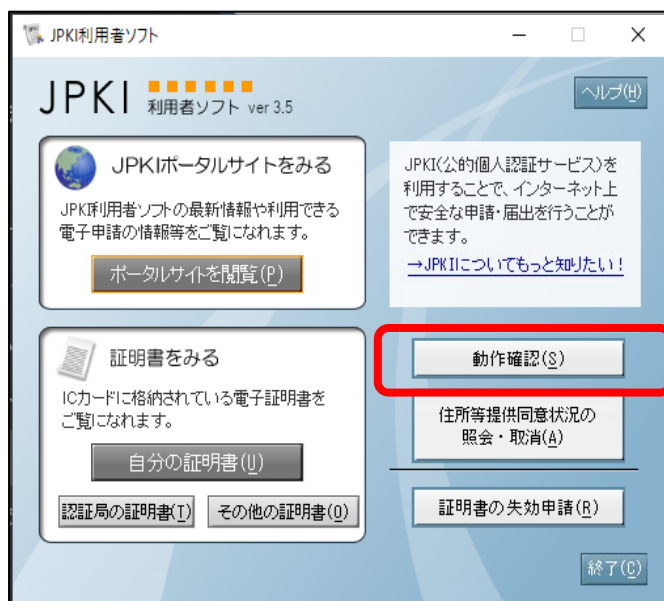 JPKI利用者ソフト
JPKI 利用者ソフト ver 3.5
ヘルプ(H)
JPKIポータルサイトをみる
JPKI利用者ソフトの最新情報や利用できる
電子申請の情報等をご覧になれます。
ポータルサイトを閲覧(P)
JPKI(公的個人認証サービス)を
利用することで、インターネット上
で安全な申請・届出を行うことが
できます。
→JPKIについてもっと知りたい!
証明書をみる
ICカードに格納されている電子証明書を
ご覧になれます。
自分の証明書(U)
認証局の証明書(T)
その他の証明書(O)
動作確認(S)
住所等提供同意状況の
照会・取消(A)
証明書の失効申請(R)
終了(C)